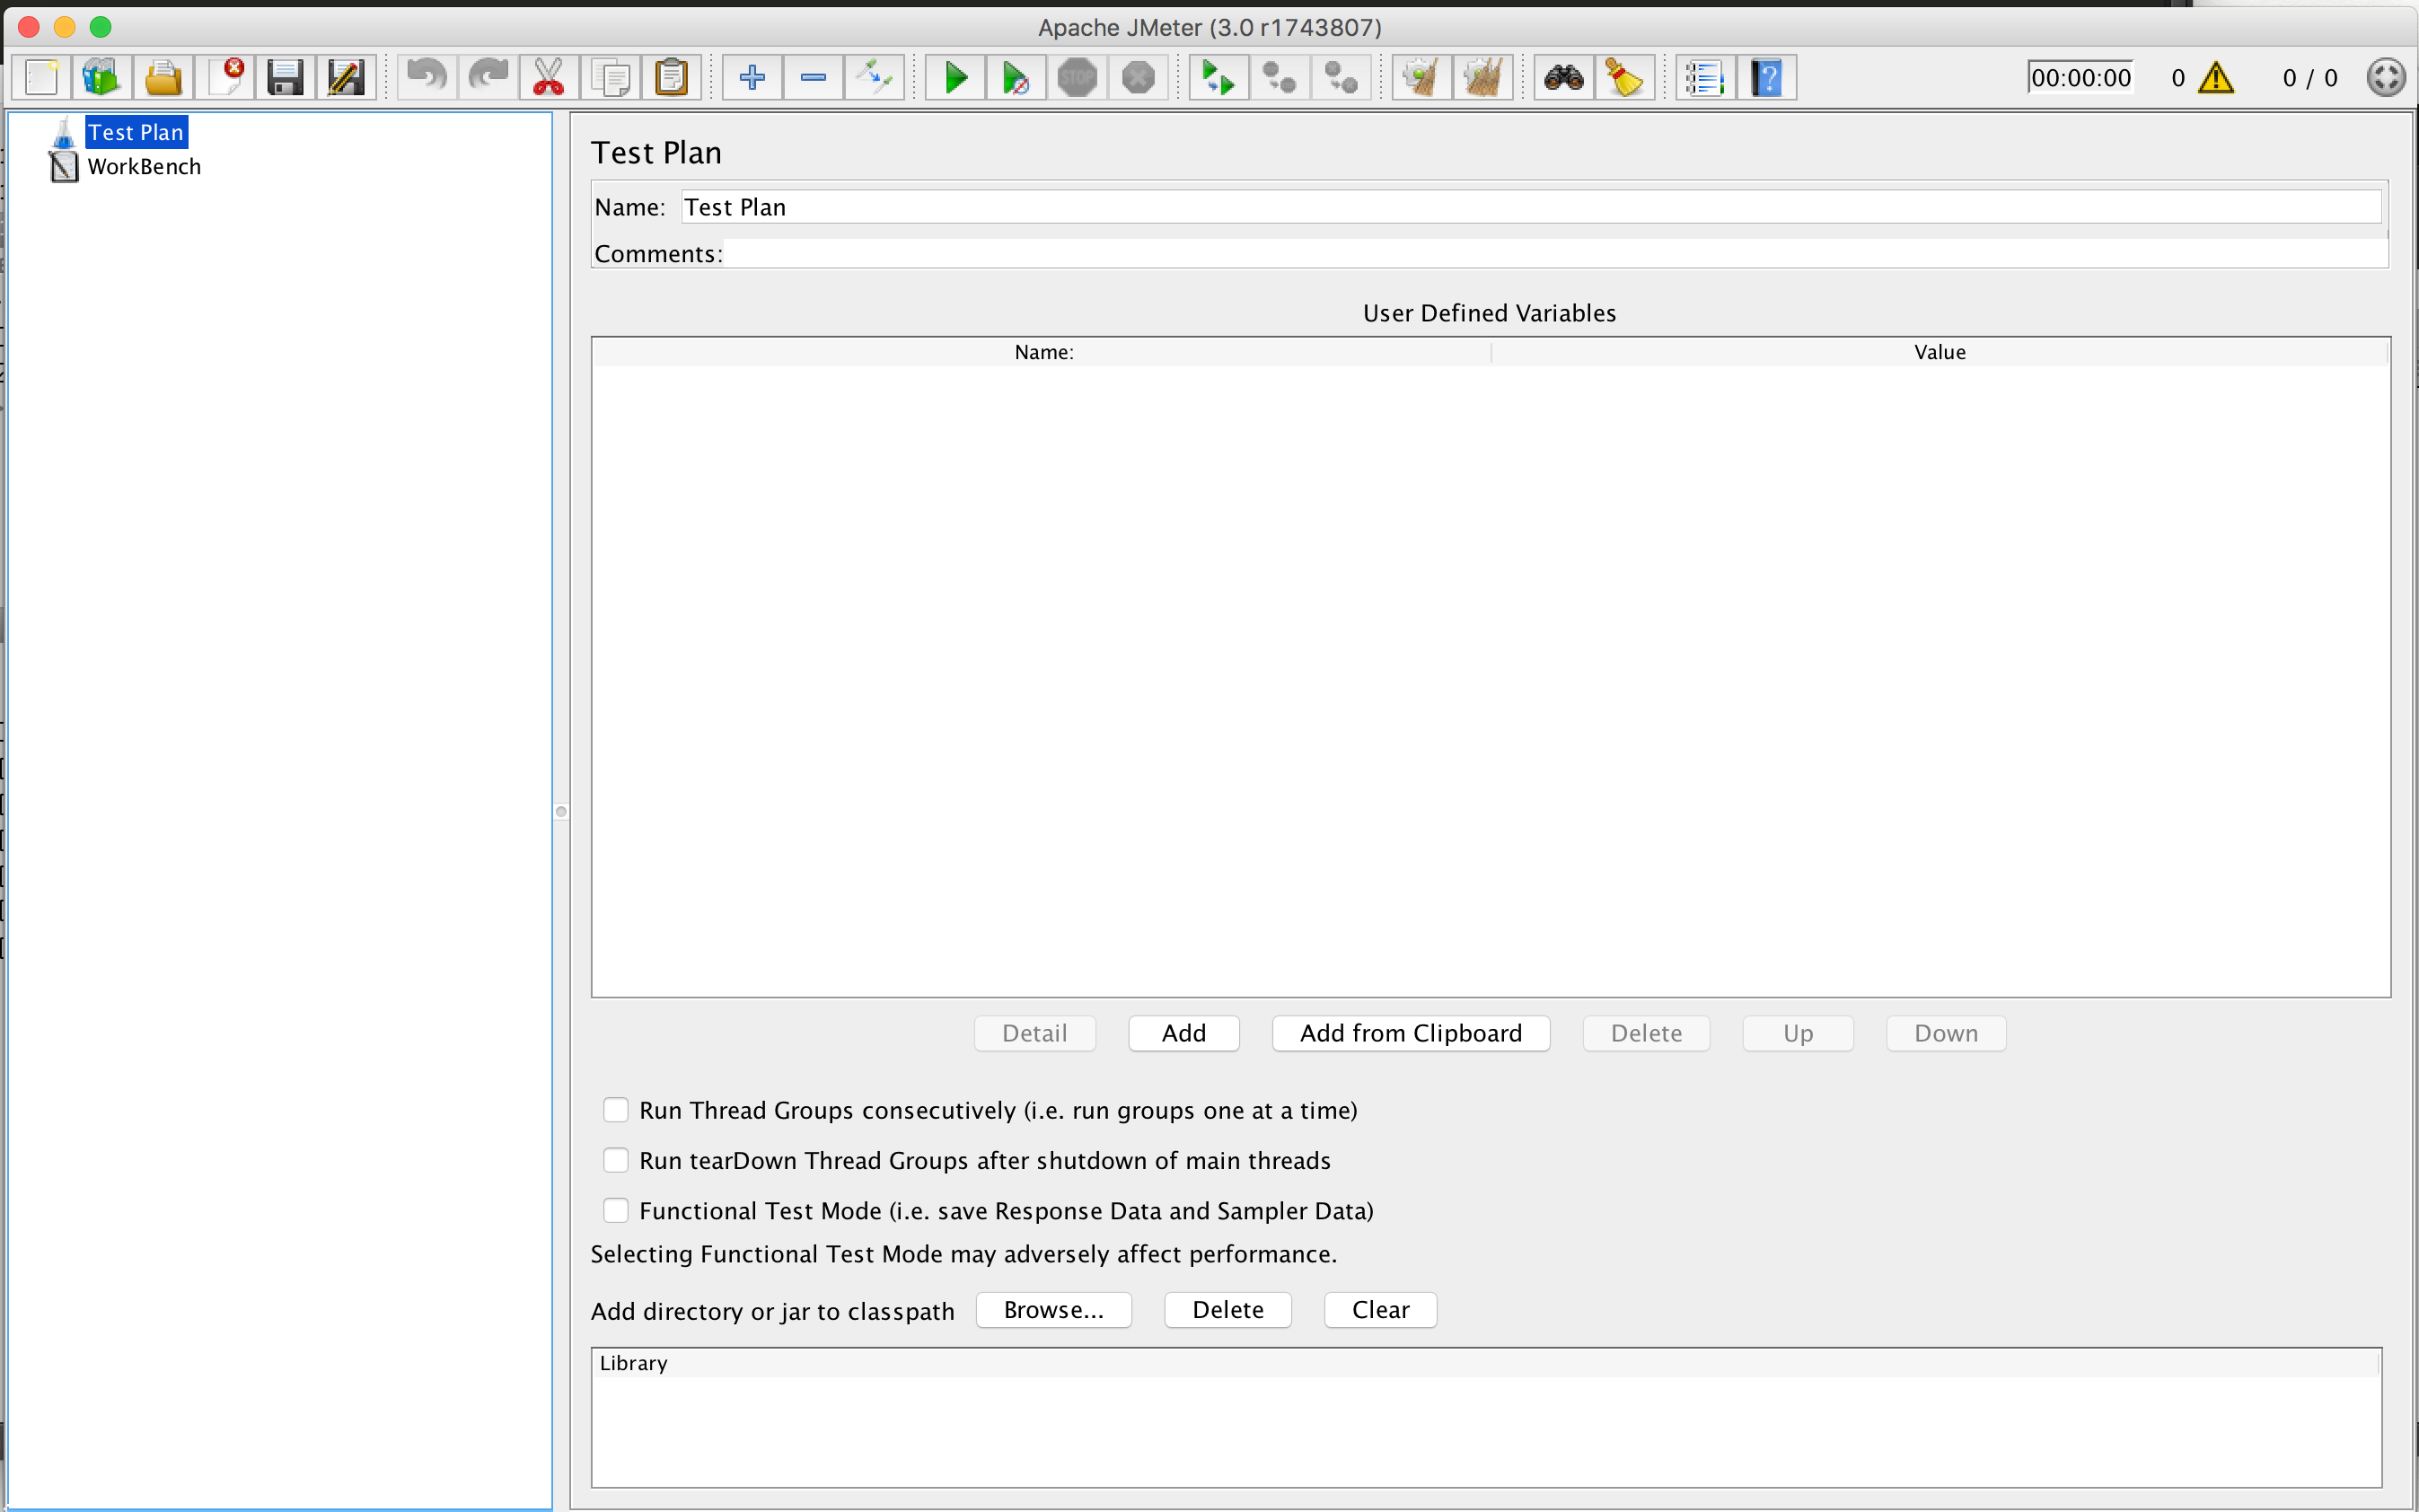 Apache JMeter (3.0 r1743807)
STOP
?
00:00:00 0 0 / 0
Test Plan
WorkBench
Test Plan
Name: Test Plan
Comments:
User Defined Variables
Name: Value
Detail Add Add from Clipboard Delete Up Down
Run Thread Groups consecutively (i.e. run groups one at a time)
Run tearDown Thread Groups after shutdown of main threads
Functional Test Mode (i.e. save Response Data and Sampler Data)
Selecting Functional Test Mode may adversely affect performance.
Add directory or jar to classpath Browse... Delete Clear
Library